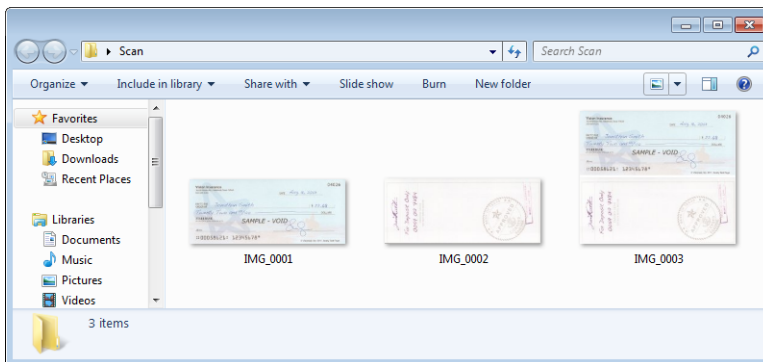 Scan
Search Scan
Organize
Include in library
Share with
Slide show
Burn
New folder
Favorites
Desktop
Downloads
Recent Places
Libraries
Documents
Music
Pictures
Videos
SAMPLE - VOID
IMG_0001
IMG_0002
SAMPLE - VOID
IMG_0003
3 items